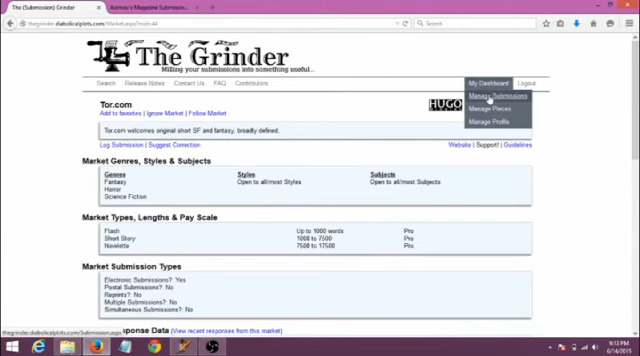 The (Submission) Grinder
Asimov's Magazine Submissio...
thegrinder.diabolicalplots.com/Market.aspx?mid=44
Search
The Grinder
Milling your submissions into something useful...
Search Release Notes Contact Us FAQ Contributors My Dashboard Logout
Manage Submissions
Manage Pieces
Manage Profile
Tor.com
HUGO
Add to favorites | Ignore Market | Follow Market
Tor.com welcomes original short SF and fantasy, broadly defined.
Log Submission | Suggest Correction Website | Support! | Guidelines
Market Genres, Styles & Subjects
Genres Styles Subjects
Fantasy Open to all/most Styles Open to all/most Subjects
Horror
Science Fiction
Market Types, Lengths & Pay Scale
Flash Up to 1000 words Pro
Short Story 1000 to 7500 Pro
Novelette 7500 to 17500 Pro
Market Submission Types
Electronic Submissions?: Yes
Postal Submissions?: No
Reprints?: No
Multiple Submissions?: No
Simultaneous Submissions?: No
thegrinder.diabolicalplots.com/Submission.aspx
sponse Data (View recent responses from this market)
9:13 PM
6/14/2015